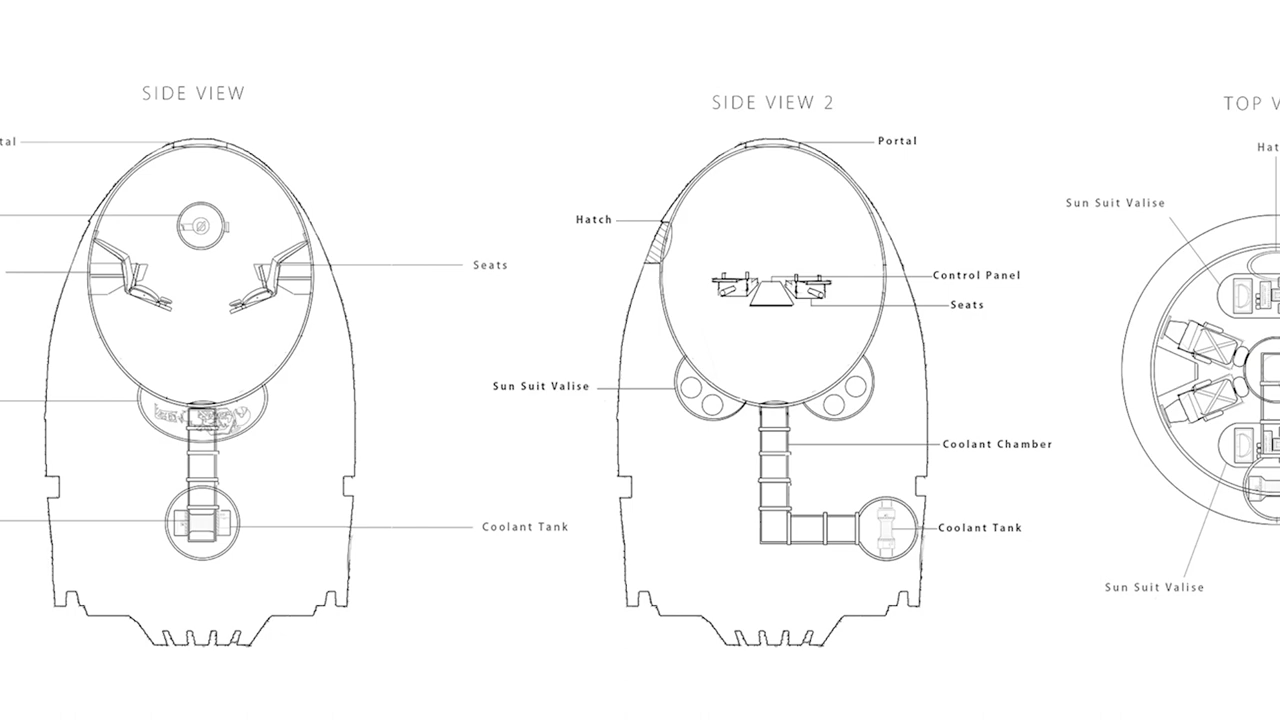 SIDE VIEW
tal
Seats
Coolant Tank
SIDE VIEW 2
Portal
Hatch
Control Panel
Seats
Sun Suit Valise
Coolant Chamber
Coolant Tank
TOP V
Hat
Sun Suit Valise
Sun Suit Valise